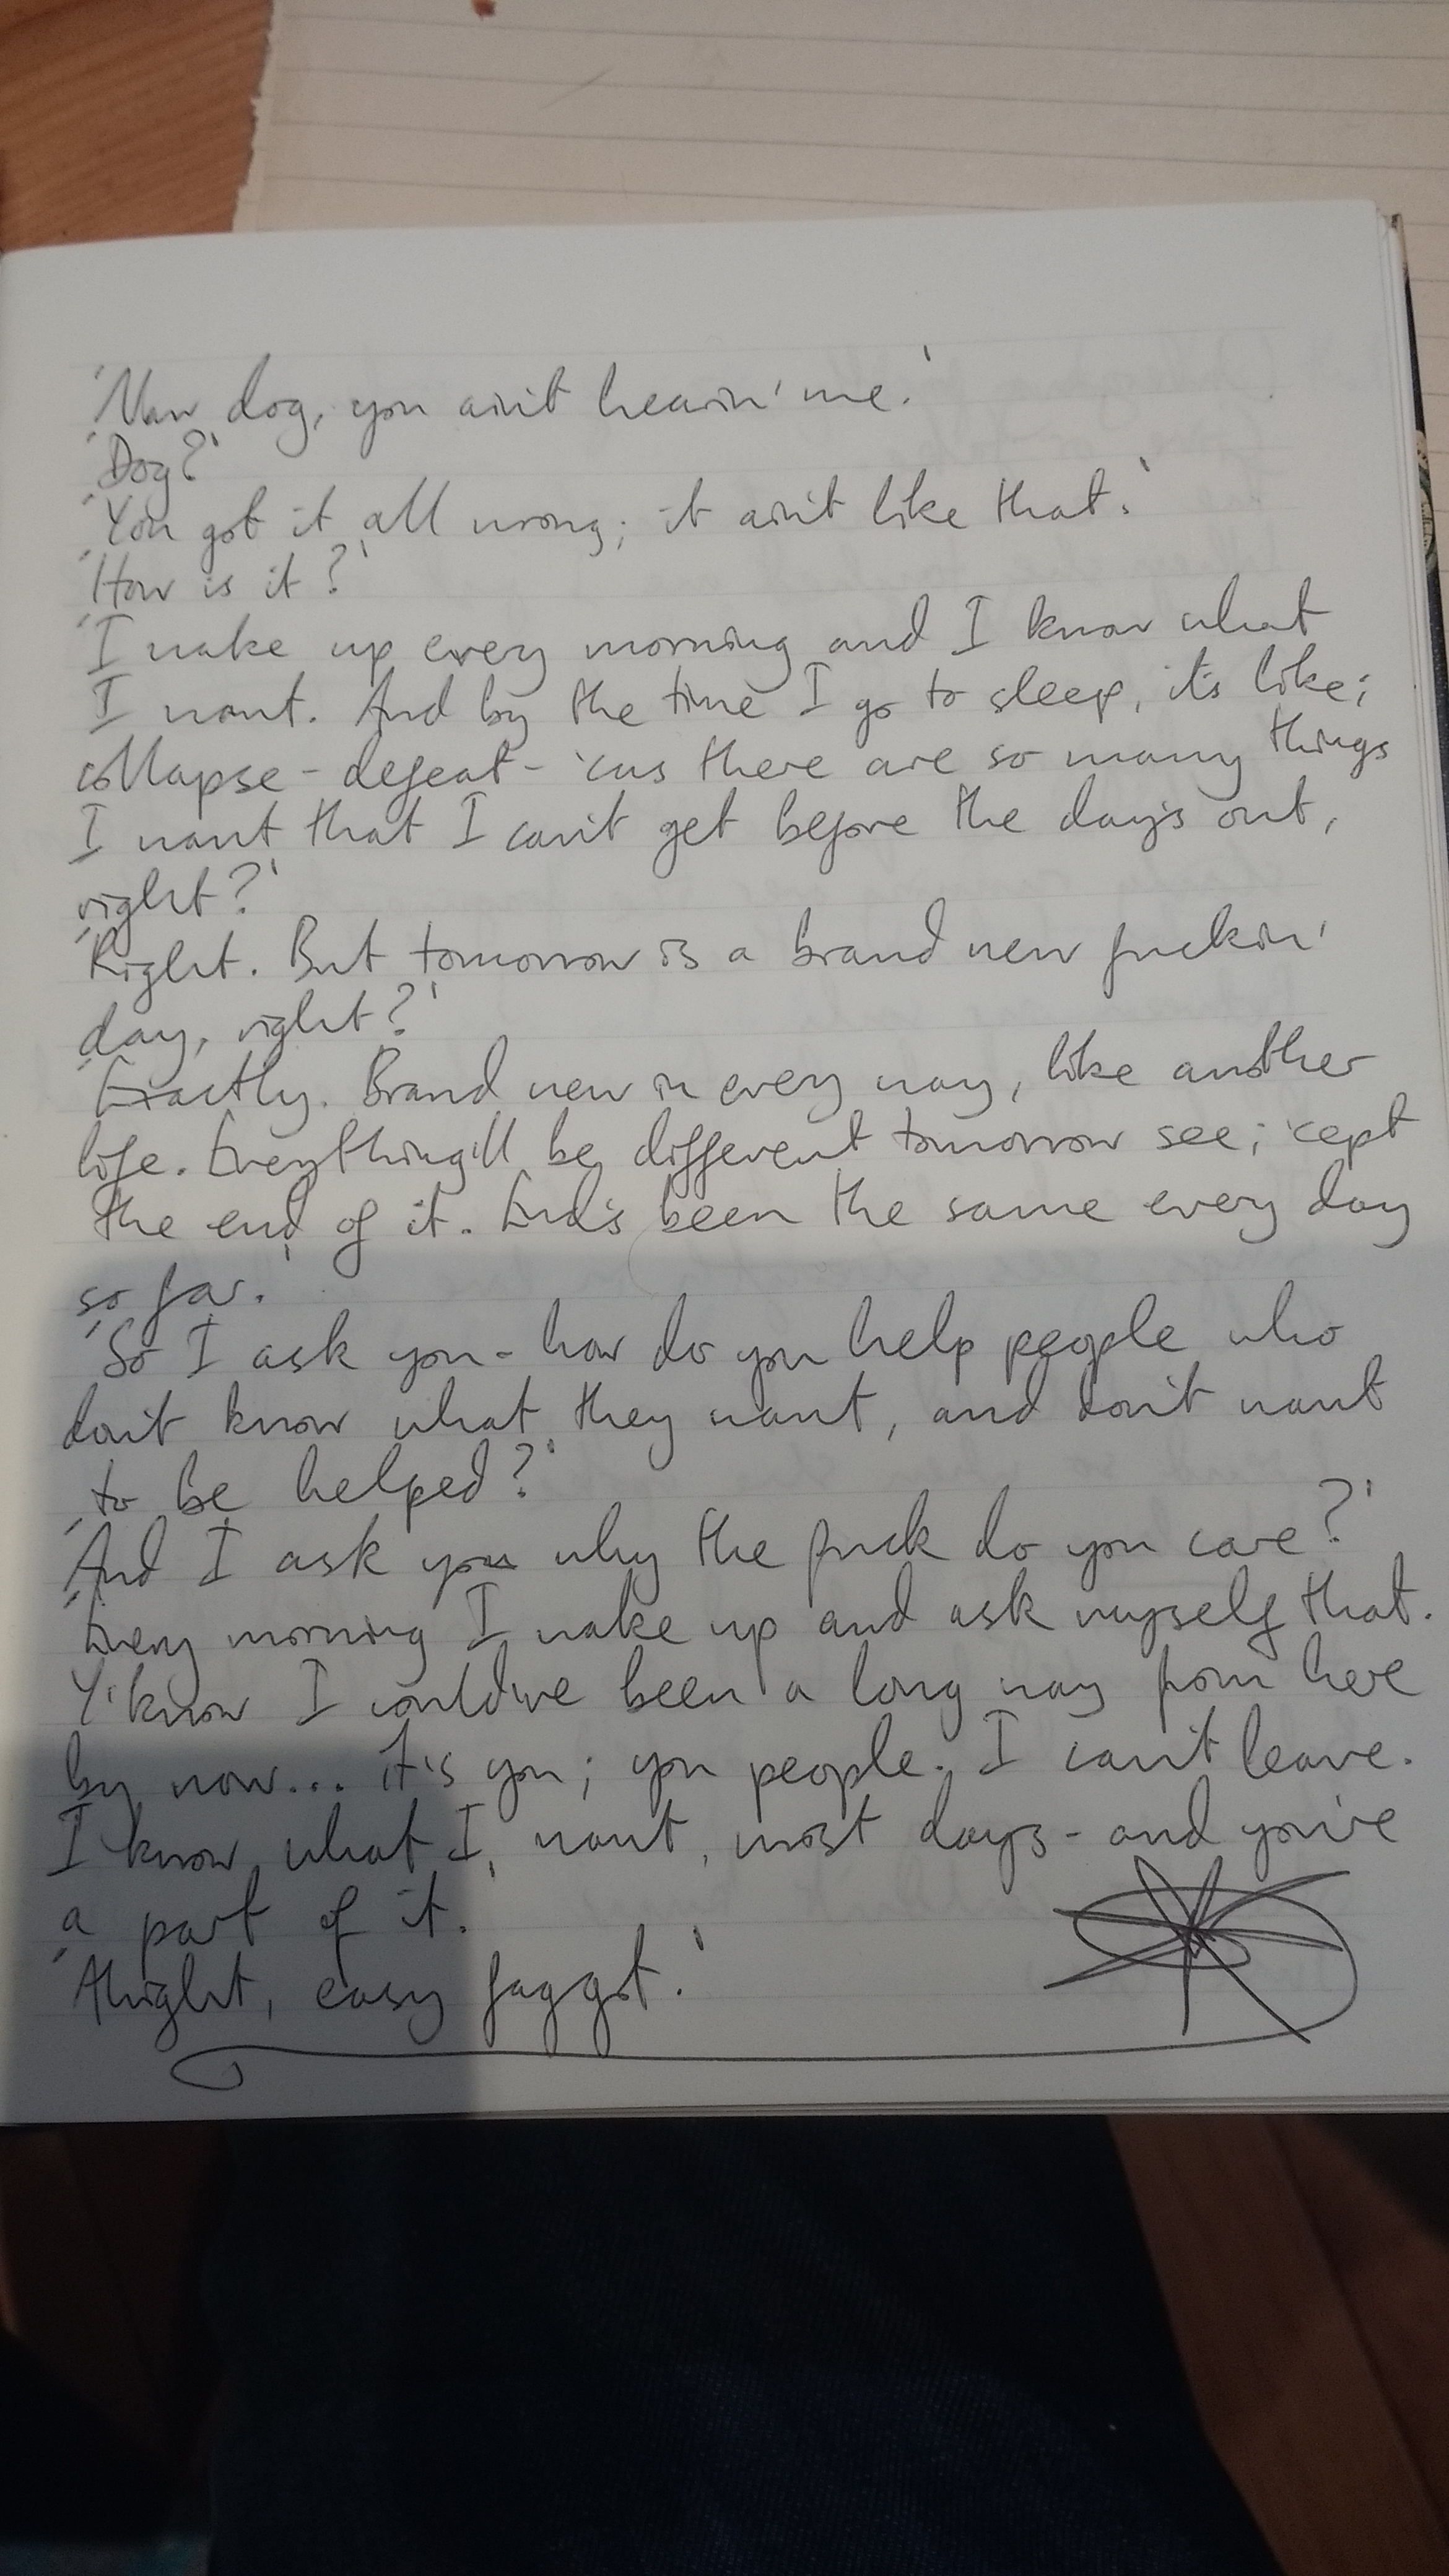 'Naw dog, you ain't hearin' me.'
'Dog?'
'You got it all wrong; it ain't like that.'
'How is it?'
'I wake up every morning and I know what
I want. And by the time I go to sleep, it's like;
collapse - defeat - 'cus there are so many things
I want that I can't get before the day's out,
right?'
'Right. But tomorrow is a brand new fuckin'
day, right?'
'Exactly. Brand new in every way, like another
life. Everything'll be different tomorrow see; 'cept
the end of it. End's been the same every day
so far.'
'So I ask you - how do you help people who
don't know what they want, and don't want
to be helped?'
'And I ask you why the fuck do you care?'
'Every morning I wake up and ask myself that.
Y'know I could've been a long way from here
by now... it's you; you people. I can't leave.
I know what I want, most days - and you're
a part of it.'
'Alright, easy faggot.'